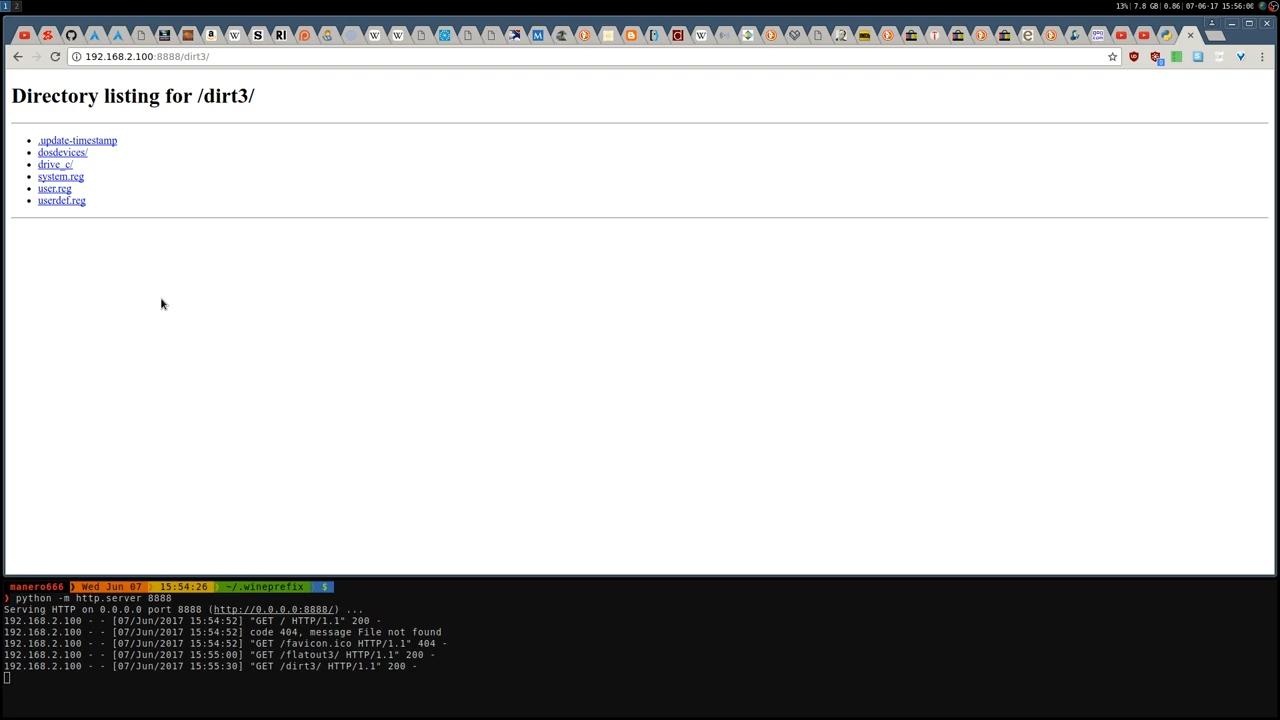 1 2
13% 7.8 GB 0.86 07-06-17 15:56:00
192.168.2.100:8888/dirt3/
Directory listing for /dirt3/
.update-timestamp
dosdevices/
drive_c/
system.reg
user.reg
userdef.reg
manero666 Wed Jun 07 15:54:26 ~/.wineprefix $
❯ python -m http.server 8888
Serving HTTP on 0.0.0.0 port 8888 (http://0.0.0.0:8888/) ...
192.168.2.100 - - [07/Jun/2017 15:54:52] "GET / HTTP/1.1" 200 -
192.168.2.100 - - [07/Jun/2017 15:54:52] code 404, message File not found
192.168.2.100 - - [07/Jun/2017 15:54:52] "GET /favicon.ico HTTP/1.1" 404 -
192.168.2.100 - - [07/Jun/2017 15:55:00] "GET /flatout3/ HTTP/1.1" 200 -
192.168.2.100 - - [07/Jun/2017 15:55:30] "GET /dirt3/ HTTP/1.1" 200 -